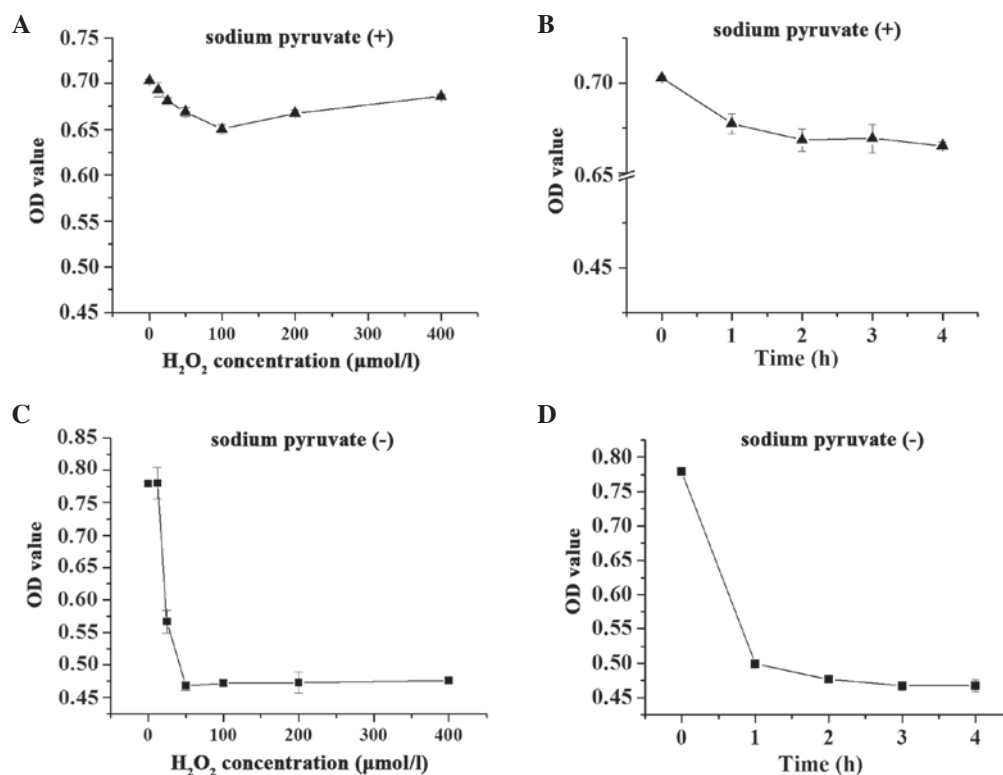 A
sodium pyruvate (+)
OD value
0.75
0.70
0.65
0.60
0.55
0.50
0.45
0 100 200 300 400
H₂O₂ concentration (μmol/l)
B
sodium pyruvate (+)
OD value
0.70
0.65
0.45
0 1 2 3 4
Time (h)
C
sodium pyruvate (-)
OD value
0.85
0.80
0.75
0.70
0.65
0.60
0.55
0.50
0.45
0 100 200 300 400
H₂O₂ concentration (μmol/l)
D
sodium pyruvate (-)
OD value
0.80
0.75
0.70
0.65
0.60
0.55
0.50
0.45
0 1 2 3 4
Time (h)